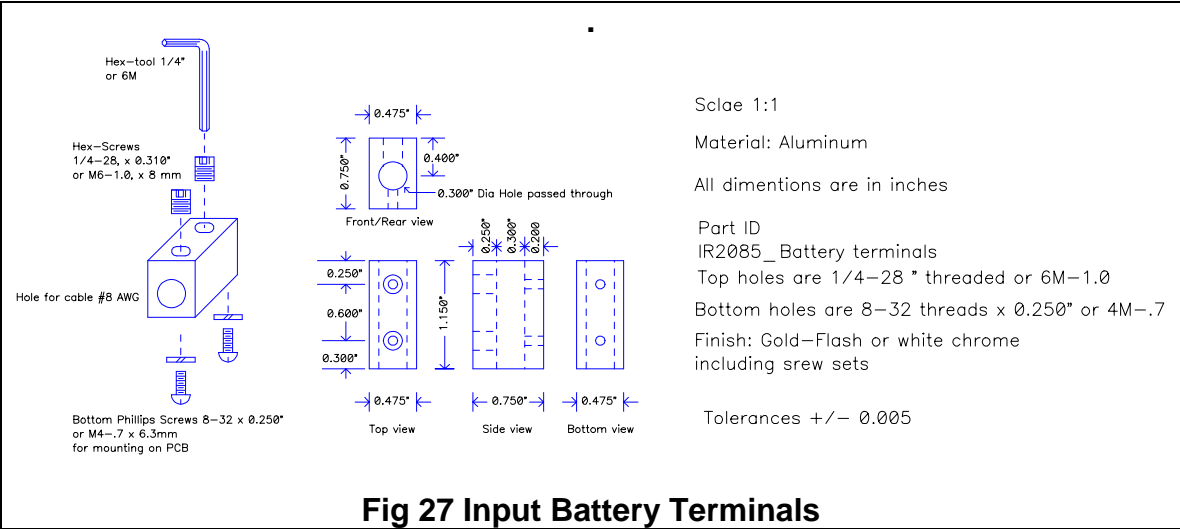 .
Hex-tool 1/4"
or 6M
Hex-Screws
1/4-28, x 0.310"
or M6-1.0, x 8 mm
Hole for cable #8 AWG
Bottom Phillips Screws 8-32 x 0.250"
or M4-.7 x 6.3mm
for mounting on PCB
0.475"
0.750"
0.400"
0.300" Dia Hole passed through
Front/Rear view
0.250"
0.600"
0.300"
0.475"
Top view
1.150"
0.250"
0.300"
0.200
0.750"
Side view
0.475"
Bottom view
Sclae 1:1
Material: Aluminum
All dimentions are in inches
Part ID
IR2085_Battery terminals
Top holes are 1/4-28 " threaded or 6M-1.0
Bottom holes are 8-32 threads x 0.250" or 4M-.7
Finish: Gold-Flash or white chrome
including srew sets
Tolerances +/- 0.005
Fig 27 Input Battery Terminals